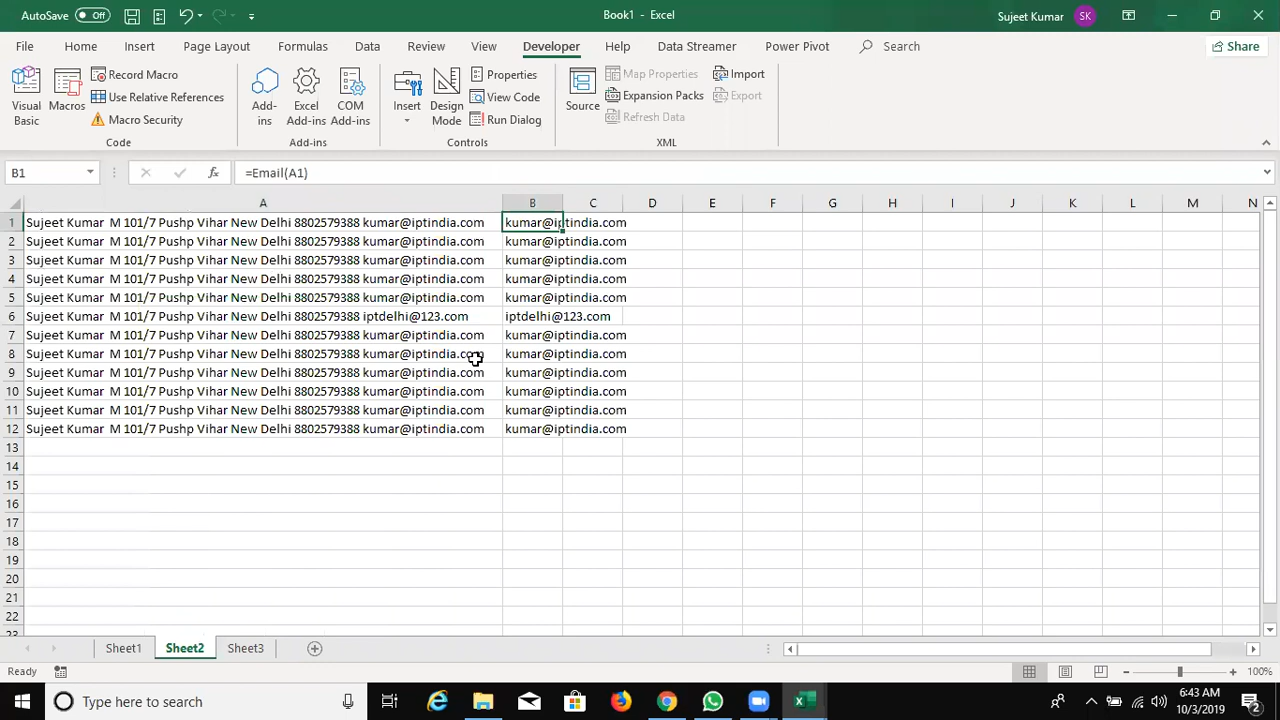 AutoSave Off Book1 - Excel Sujeet Kumar SK
File Home Insert Page Layout Formulas Data Review View Developer Help Data Streamer Power Pivot Search Share
Visual Basic
Macros
Record Macro
Use Relative References
Macro Security
Code
Add-ins
Excel Add-ins
COM Add-ins
Add-ins
Insert
Design Mode
Properties
View Code
Run Dialog
Controls
Source
Map Properties
Expansion Packs
Refresh Data
Import
Export
XML
B1 fx =Email(A1)
A B C D E F G H I J K L M N
1 Sujeet Kumar M 101/7 Pushp Vihar New Delhi 8802579388 kumar@iptindia.com kumar@iptindia.com
2 Sujeet Kumar M 101/7 Pushp Vihar New Delhi 8802579388 kumar@iptindia.com kumar@iptindia.com
3 Sujeet Kumar M 101/7 Pushp Vihar New Delhi 8802579388 kumar@iptindia.com kumar@iptindia.com
4 Sujeet Kumar M 101/7 Pushp Vihar New Delhi 8802579388 kumar@iptindia.com kumar@iptindia.com
5 Sujeet Kumar M 101/7 Pushp Vihar New Delhi 8802579388 kumar@iptindia.com kumar@iptindia.com
6 Sujeet Kumar M 101/7 Pushp Vihar New Delhi 8802579388 iptdelhi@123.com iptdelhi@123.com
7 Sujeet Kumar M 101/7 Pushp Vihar New Delhi 8802579388 kumar@iptindia.com kumar@iptindia.com
8 Sujeet Kumar M 101/7 Pushp Vihar New Delhi 8802579388 kumar@iptindia.com kumar@iptindia.com
9 Sujeet Kumar M 101/7 Pushp Vihar New Delhi 8802579388 kumar@iptindia.com kumar@iptindia.com
10 Sujeet Kumar M 101/7 Pushp Vihar New Delhi 8802579388 kumar@iptindia.com kumar@iptindia.com
11 Sujeet Kumar M 101/7 Pushp Vihar New Delhi 8802579388 kumar@iptindia.com kumar@iptindia.com
12 Sujeet Kumar M 101/7 Pushp Vihar New Delhi 8802579388 kumar@iptindia.com kumar@iptindia.com
13
14
15
16
17
18
19
20
21
22
23
Sheet1 Sheet2 Sheet3
Ready 100%
Type here to search
6:43 AM
10/3/2019
2